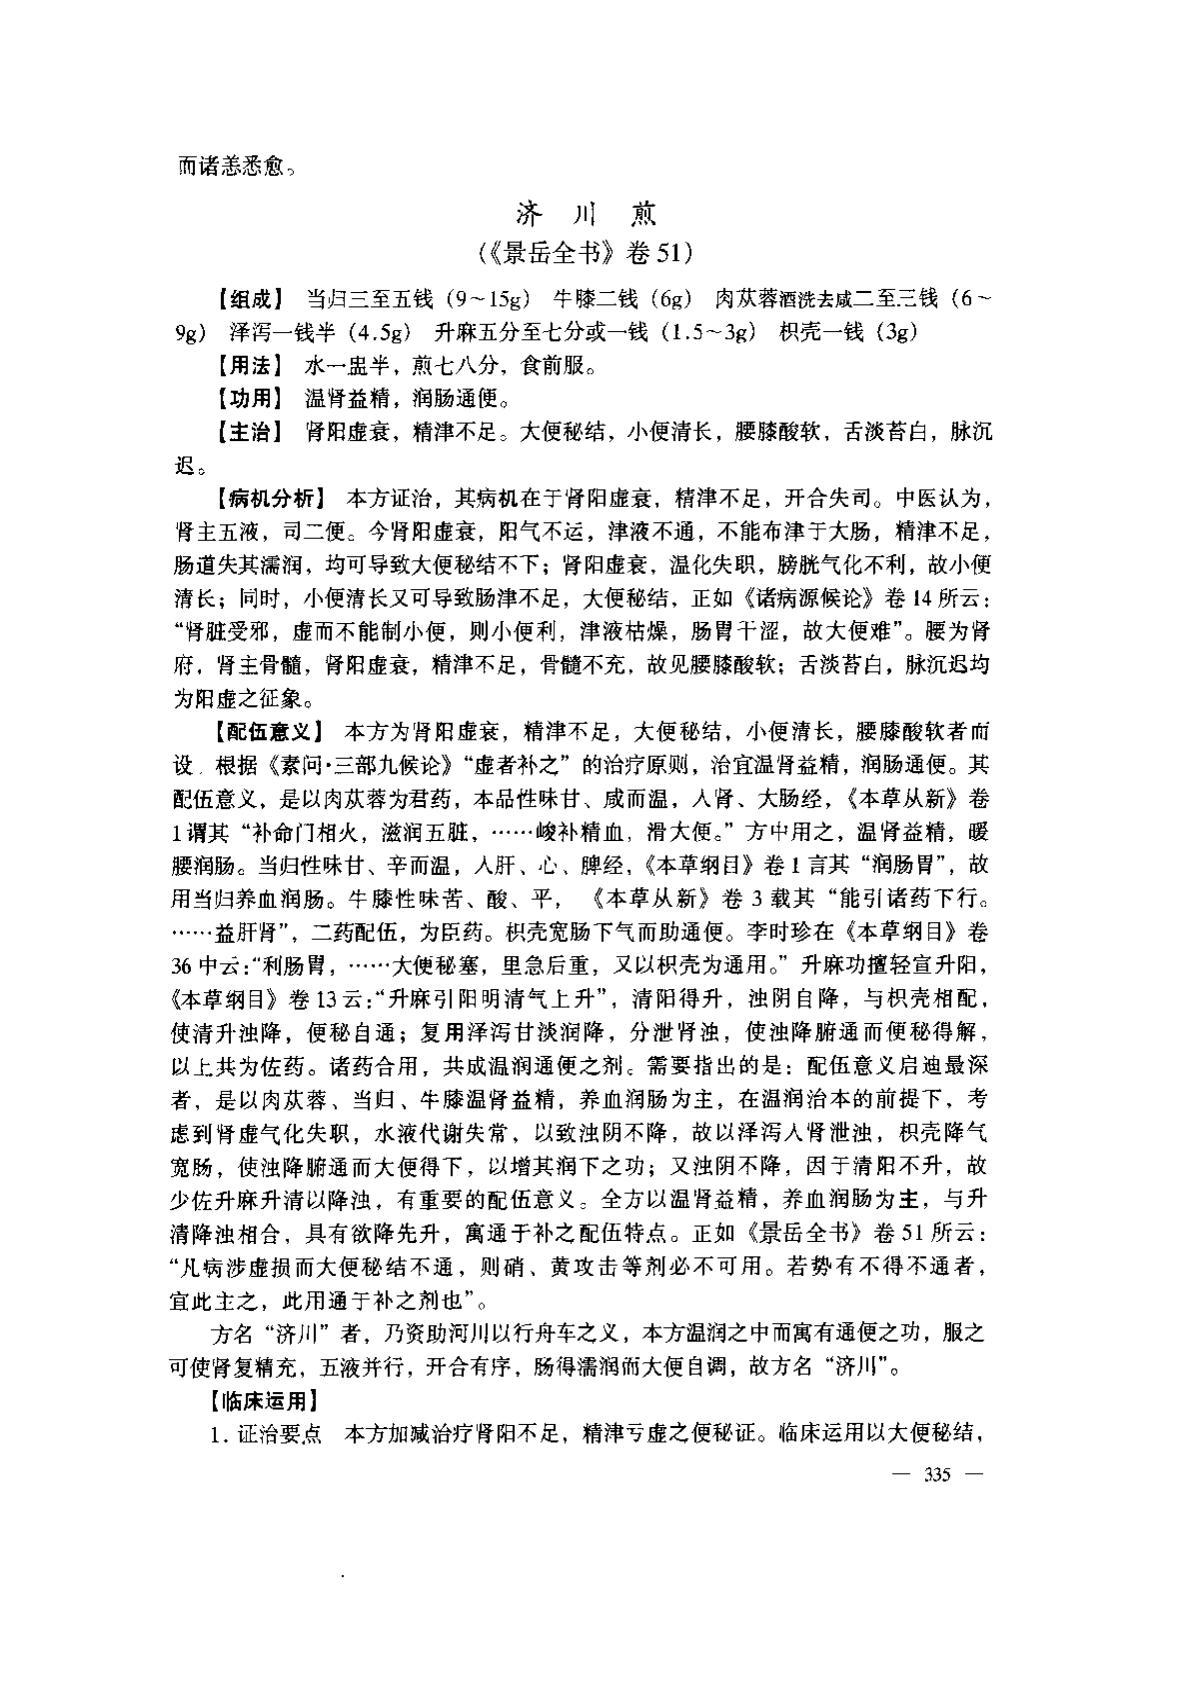 而诸恙悉愈。
济 川 煎
(《景岳全书》卷 51)
【组成】 当归三至五钱（9～15g） 牛膝二钱（6g） 肉苁蓉酒洗去咸二至三钱（6～
9g） 泽泻一钱半（4.5g） 升麻五分至七分或一钱（1.5～3g） 枳壳一钱（3g）
【用法】 水一盅半，煎七八分，食前服。
【功用】 温肾益精，润肠通便。
【主治】 肾阳虚衰，精津不足。大便秘结，小便清长，腰膝酸软，舌淡苔白，脉沉
迟。
【病机分析】 本方证治，其病机在于肾阳虚衰，精津不足，开合失司。中医认为，
肾主五液，司二便。今肾阳虚衰，阳气不运，津液不通，不能布津于大肠，精津不足，
肠道失其濡润，均可导致大便秘结不下；肾阳虚衰，温化失职，膀胱气化不利，故小便
清长；同时，小便清长又可导致肠津不足，大便秘结，正如《诸病源候论》卷 14 所云：
“肾脏受邪，虚而不能制小便，则小便利，津液枯燥，肠胃干涩，故大便难”。腰为肾
府，肾主骨髓，肾阳虚衰，精津不足，骨髓不充，故见腰膝酸软；舌淡苔白，脉沉迟均
为阳虚之征象。
【配伍意义】 本方为肾阳虚衰，精津不足，大便秘结，小便清长，腰膝酸软者而
设．根据《素问·三部九候论》“虚者补之”的治疗原则，治宜温肾益精，润肠通便。其
配伍意义，是以肉苁蓉为君药，本品性味甘、咸而温，入肾、大肠经，《本草从新》卷
1谓其“补命门相火，滋润五脏，……峻补精血，滑大便。”方中用之，温肾益精，暖
腰润肠。当归性味甘、辛而温，入肝、心、脾经，《本草纲目》卷 1 言其“润肠胃”，故
用当归养血润肠。牛膝性味苦、酸、平，《本草从新》卷 3 载其“能引诸药下行。
……益肝肾”，二药配伍，为臣药。枳壳宽肠下气而助通便。李时珍在《本草纲目》卷
36 中云：“利肠胃，……大便秘塞，里急后重，又以枳壳为通用。”升麻功擅轻宣升阳，
《本草纲目》卷 13 云：“升麻引阳明清气上升”，清阳得升，浊阴自降，与枳壳相配，
使清升浊降，便秘自通；复用泽泻甘淡润降，分泄肾浊，使浊降腑通而便秘得解，
以上共为佐药。诸药合用，共成温润通便之剂。需要指出的是：配伍意义启迪最深
者，是以肉苁蓉、当归、牛膝温肾益精，养血润肠为主，在温润治本的前提下，考
虑到肾虚气化失职，水液代谢失常，以致浊阴不降，故以泽泻入肾泄浊，枳壳降气
宽肠，使浊降腑通而大便得下，以增其润下之功；又浊阴不降，因于清阳不升，故
少佐升麻升清以降浊，有重要的配伍意义。全方以温肾益精，养血润肠为主，与升
清降浊相合，具有欲降先升，寓通于补之配伍特点。正如《景岳全书》卷 51 所云：
“凡病涉虚损而大便秘结不通，则硝、黄攻击等剂必不可用。若势有不得不通者，
宜此主之，此用通于补之剂也”。
方名“济川”者，乃资助河川以行舟车之义，本方温润之中而寓有通便之功，服之
可使肾复精充，五液并行，开合有序，肠得濡润而大便自调，故方名“济川”。
【临床运用】
1. 证治要点 本方加减治疗肾阳不足，精津亏虚之便秘证。临床运用以大便秘结，
— 335 —